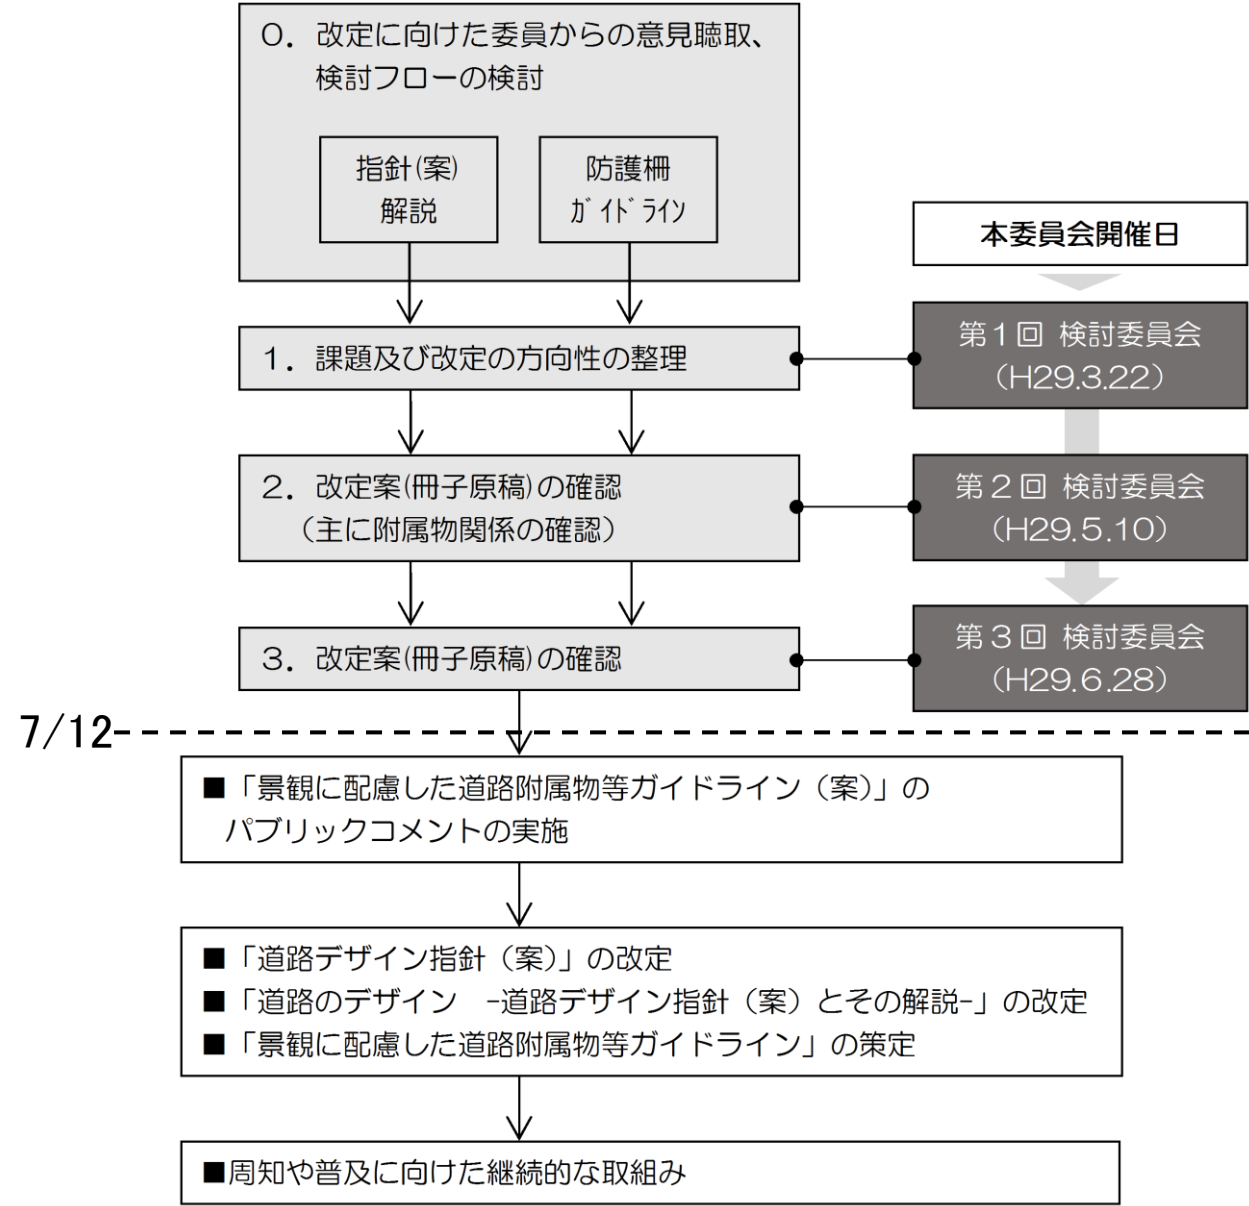 ０．改定に向けた委員からの意見聴取、
検討フローの検討
指針(案)
解説
防護柵
ｶﾞｲﾄﾞﾗｲﾝ
本委員会開催日
１．課題及び改定の方向性の整理
第１回 検討委員会
（H29.3.22）
２．改定案(冊子原稿)の確認
（主に附属物関係の確認）
第２回 検討委員会
（H29.5.10）
３．改定案(冊子原稿)の確認
第３回 検討委員会
（H29.6.28）
7/12
■「景観に配慮した道路附属物等ガイドライン（案）」の
パブリックコメントの実施
■「道路デザイン指針（案）」の改定
■「道路のデザイン　-道路デザイン指針（案）とその解説-」の改定
■「景観に配慮した道路附属物等ガイドライン」の策定
■周知や普及に向けた継続的な取組み